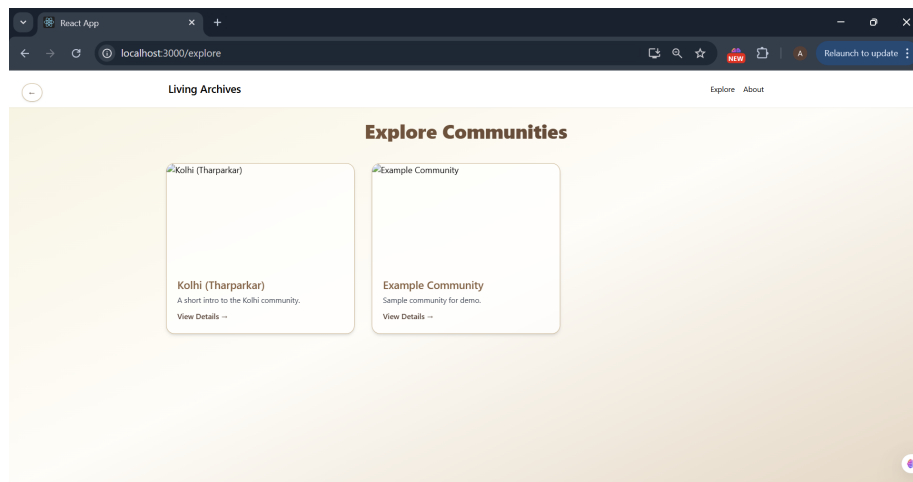 React App
localhost:3000/explore
NEW
A
Relaunch to update
Living Archives
Explore About
Explore Communities
Kolhi (Tharparkar) Example Community
Kolhi (Tharparkar)
A short intro to the Kolhi community.
View Details →
Example Community
Sample community for demo.
View Details →